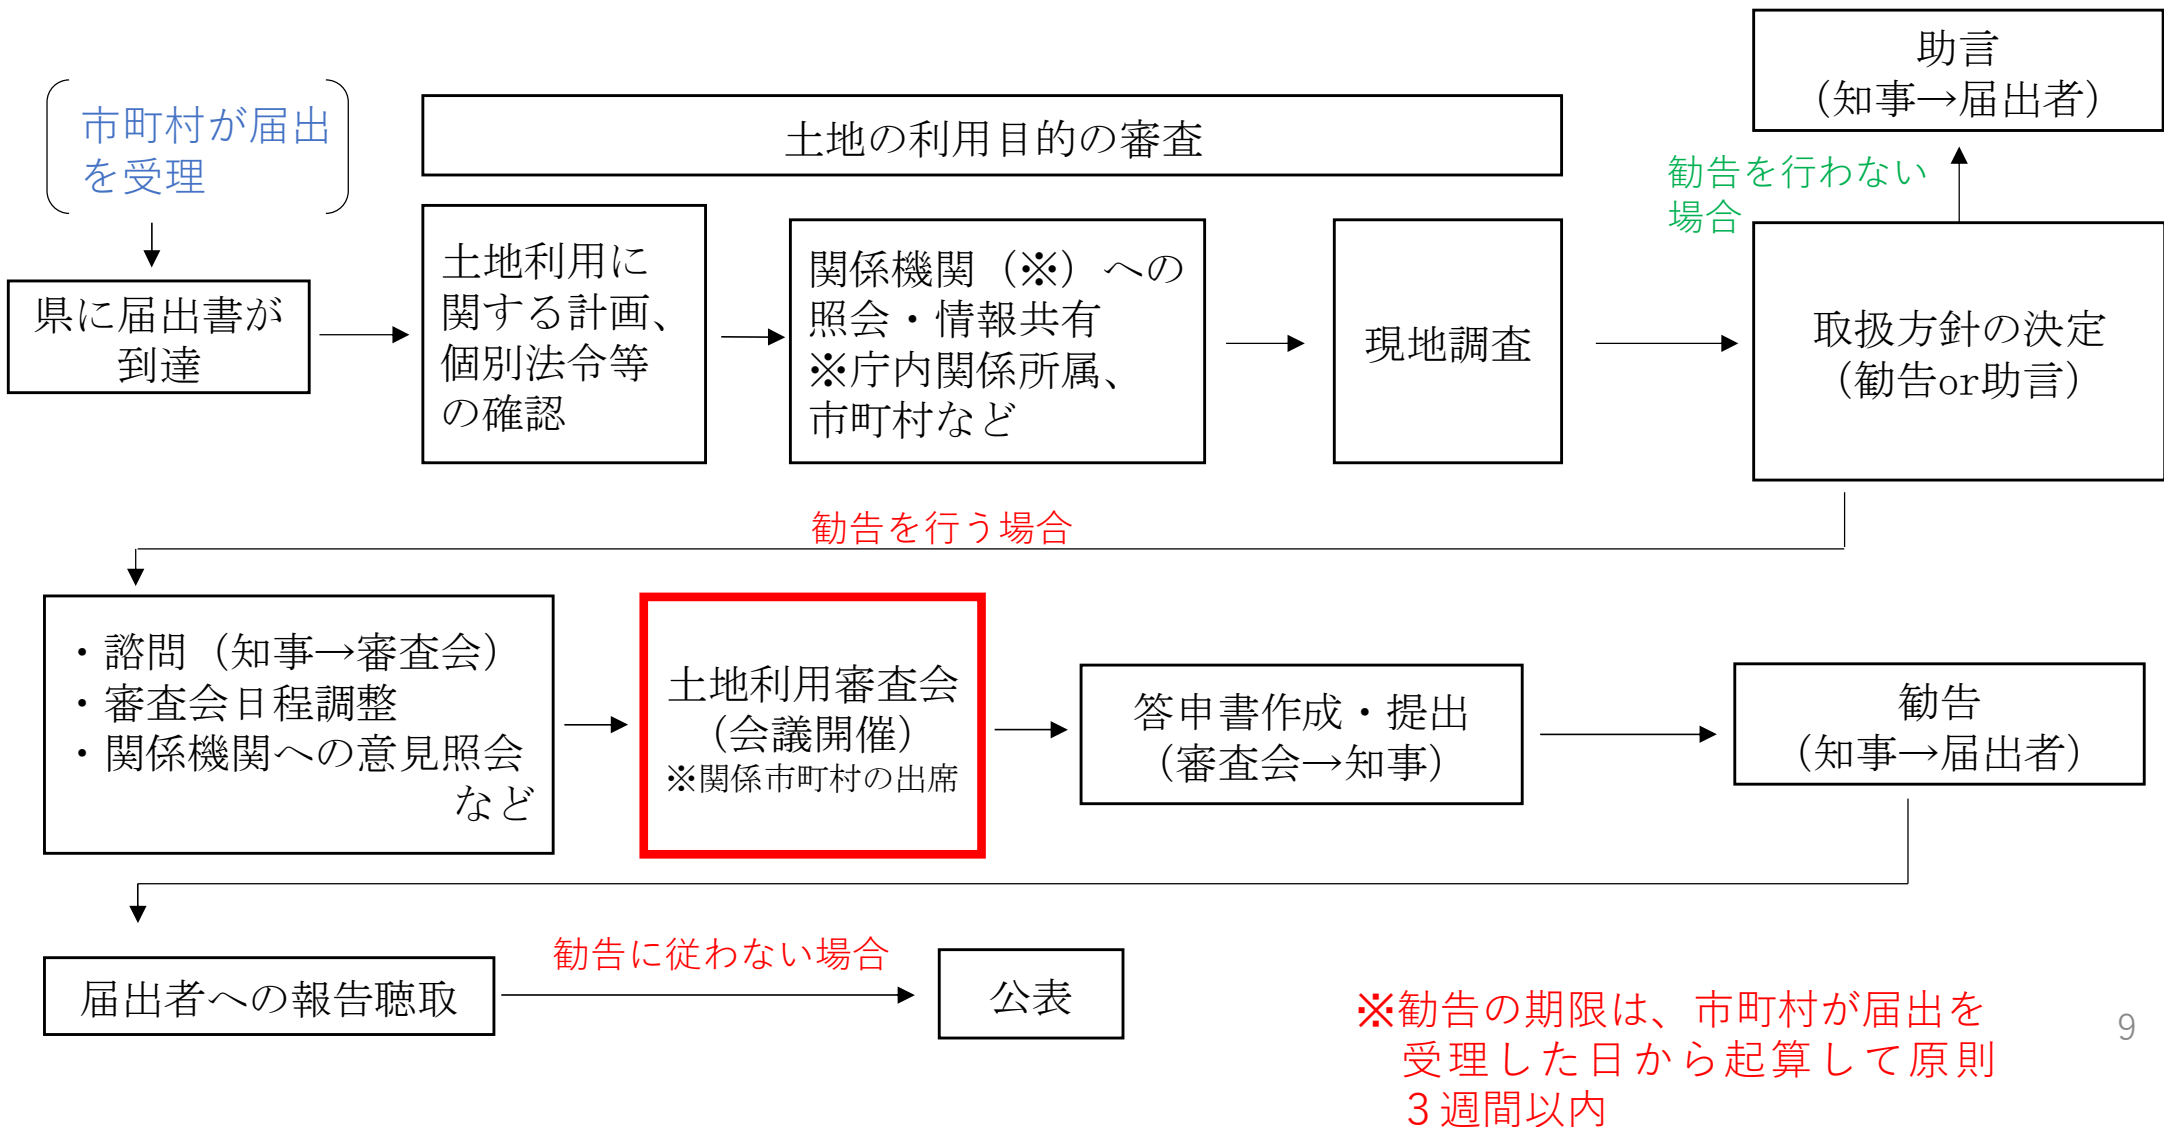 市町村が届出
を受理
県に届出書が
到達
土地の利用目的の審査
土地利用に
関する計画、
個別法令等
の確認
関係機関（※）への
照会・情報共有
※庁内関係所属、
市町村など
現地調査
取扱方針の決定
（勧告or助言）
勧告を行わない
場合
助言
（知事→届出者）
勧告を行う場合
・諮問（知事→審査会）
・審査会日程調整
・関係機関への意見照会
など
土地利用審査会
（会議開催）
※関係市町村の出席
答申書作成・提出
（審査会→知事）
勧告
（知事→届出者）
届出者への報告聴取
勧告に従わない場合
公表
※勧告の期限は、市町村が届出を
受理した日から起算して原則
３週間以内
9